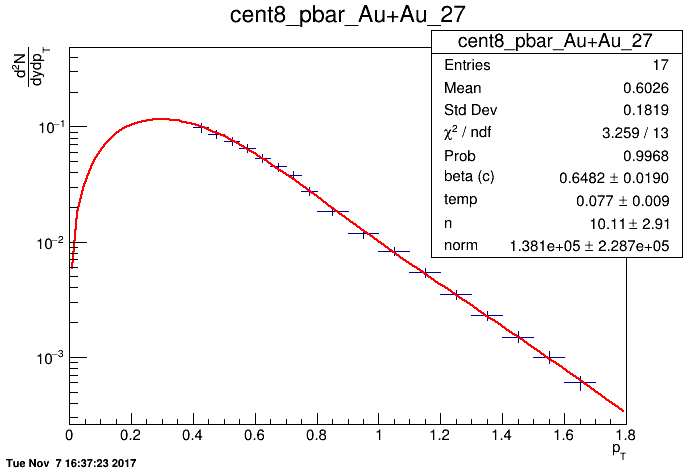 cent8_pbar_Au+Au_27
d²N
dydp_T
cent8_pbar_Au+Au_27
Entries 17
Mean 0.6026
Std Dev 0.1819
χ² / ndf 3.259 / 13
Prob 0.9968
beta (c) 0.6482 ± 0.0190
temp 0.077 ± 0.009
n 10.11 ± 2.91
norm 1.381e+05 ± 2.287e+05
10⁻¹
10⁻²
10⁻³
0 0.2 0.4 0.6 0.8 1 1.2 1.4 1.6 1.8
p_T
Tue Nov 7 16:37:23 2017